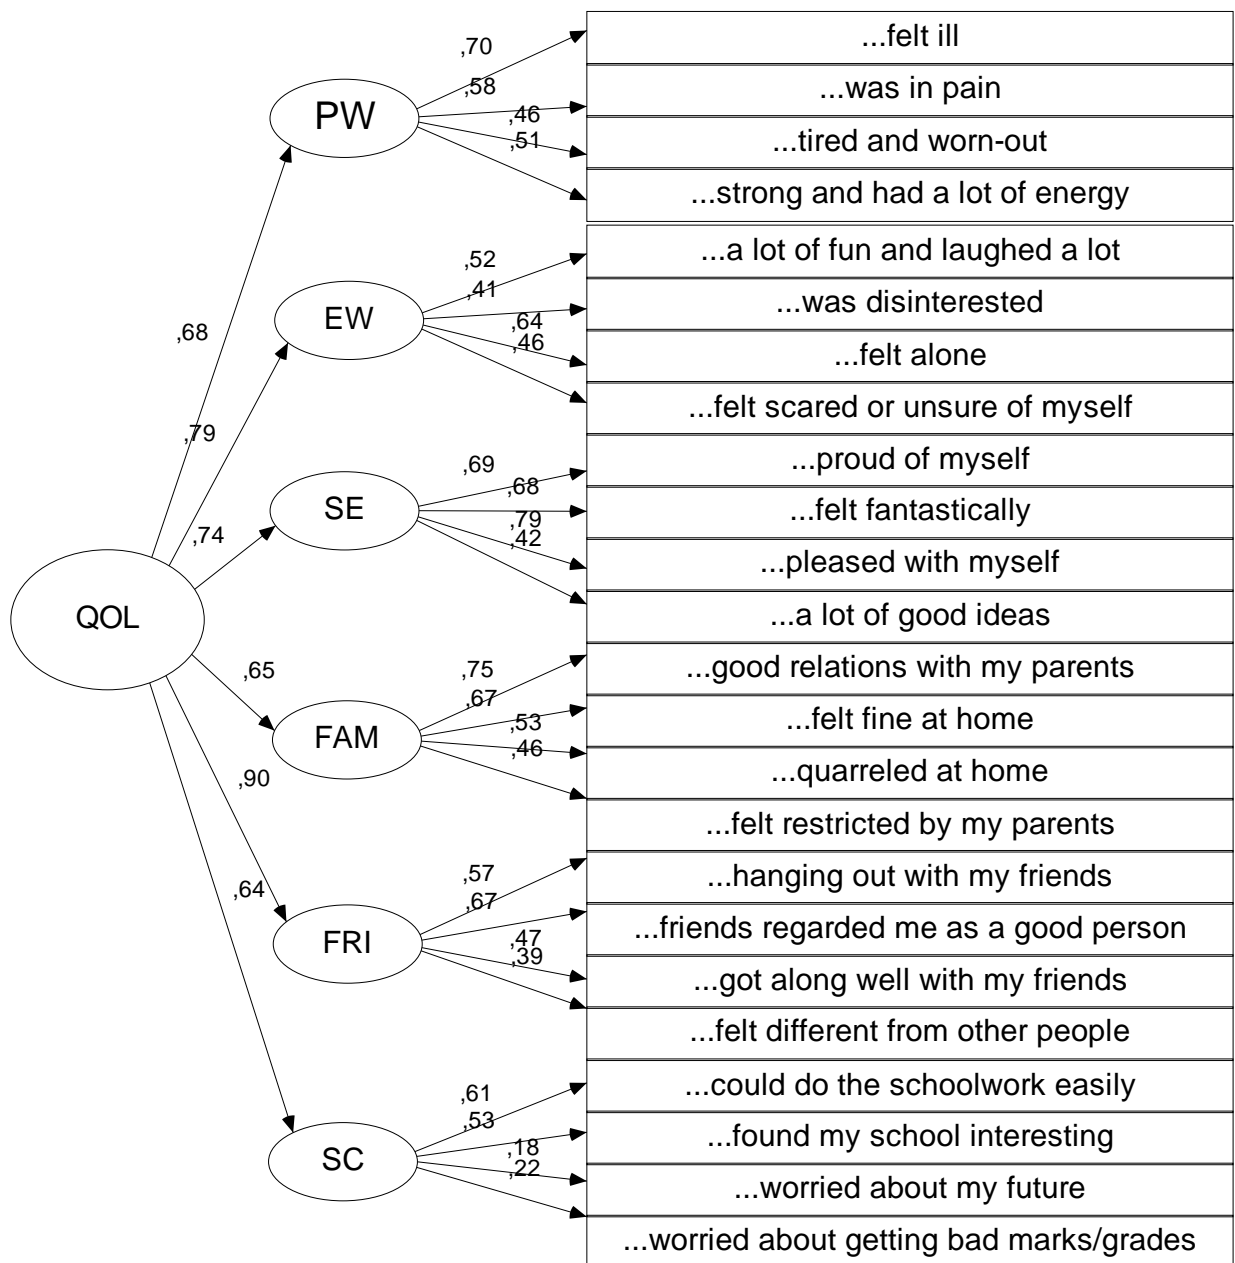 ,70
...felt ill
,58
...was in pain
PW
,46
...tired and worn-out
,51
...strong and had a lot of energy
,52
...a lot of fun and laughed a lot
,41
...was disinterested
EW
,64
...felt alone
,46
...felt scared or unsure of myself
,69
...proud of myself
,68
...felt fantastically
SE
,79
...pleased with myself
,42
...a lot of good ideas
,68
,79
,74
QOL
,65
,90
,64
,75
...good relations with my parents
,67
...felt fine at home
FAM
,53
...quarreled at home
,46
...felt restricted by my parents
,57
...hanging out with my friends
,67
...friends regarded me as a good person
FRI
,47
...got along well with my friends
,39
...felt different from other people
,61
...could do the schoolwork easily
,53
...found my school interesting
SC
,18
...worried about my future
,22
...worried about getting bad marks/grades